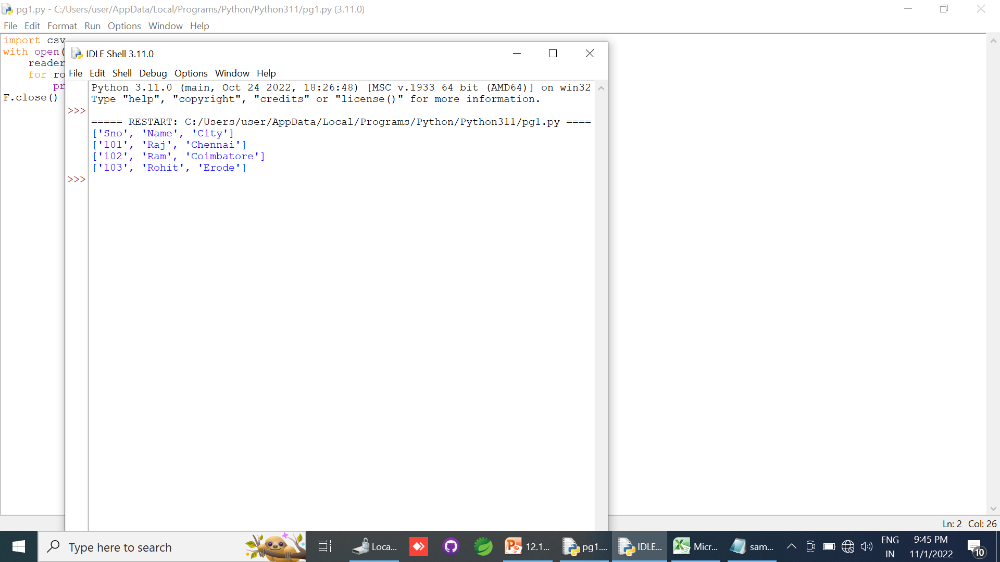 pg1.py - C:/Users/user/AppData/Local/Programs/Python/Python311/pg1.py (3.11.0)
File Edit Format Run Options Window Help
import csv
with open(
reader
for ro
pr
F.close()
IDLE Shell 3.11.0
File Edit Shell Debug Options Window Help
Python 3.11.0 (main, Oct 24 2022, 18:26:48) [MSC v.1933 64 bit (AMD64)] on win32
Type "help", "copyright", "credits" or "license()" for more information.
>>>
===== RESTART: C:/Users/user/AppData/Local/Programs/Python/Python311/pg1.py ====
['Sno', 'Name', 'City']
['101', 'Raj', 'Chennai']
['102', 'Ram', 'Coimbatore']
['103', 'Rohit', 'Erode']
>>>
Ln: 2 Col: 26
Type here to search
Loca...
12.1...
pg1....
IDLE...
Micr...
sam...
ENG
IN
9:45 PM
11/1/2022
10